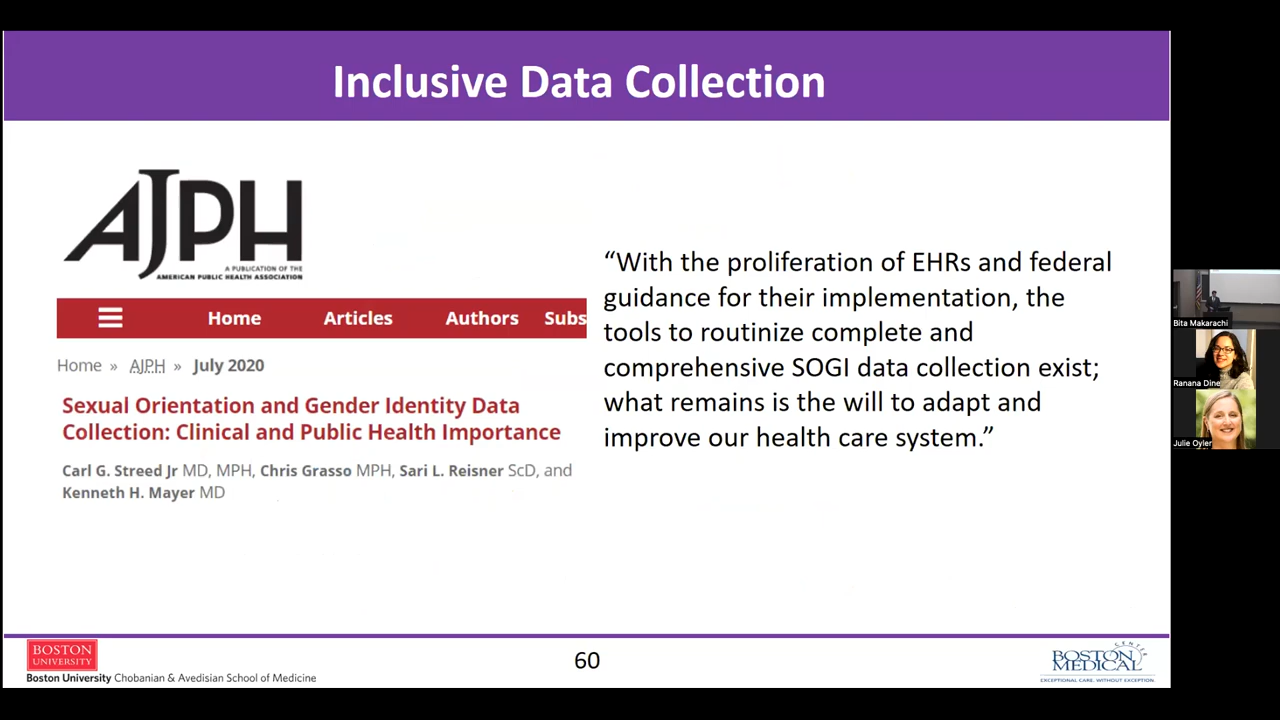 Inclusive Data Collection
AJPH
A PUBLICATION OF THE
AMERICAN PUBLIC HEALTH ASSOCIATION
Home Articles Authors Subs
Home » AJPH » July 2020
Sexual Orientation and Gender Identity Data
Collection: Clinical and Public Health Importance
Carl G. Streed Jr MD, MPH, Chris Grasso MPH, Sari L. Reisner ScD, and
Kenneth H. Mayer MD
“With the proliferation of EHRs and federal
guidance for their implementation, the
tools to routinize complete and
comprehensive SOGI data collection exist;
what remains is the will to adapt and
improve our health care system.”
Bita Makarachi
Ranana Dine
Julie Oyler
BOSTON
UNIVERSITY
Boston University Chobanian & Avedisian School of Medicine
60
BOSTON
MEDICAL
CENTER
EXCEPTIONAL CARE. WITHOUT EXCEPTION